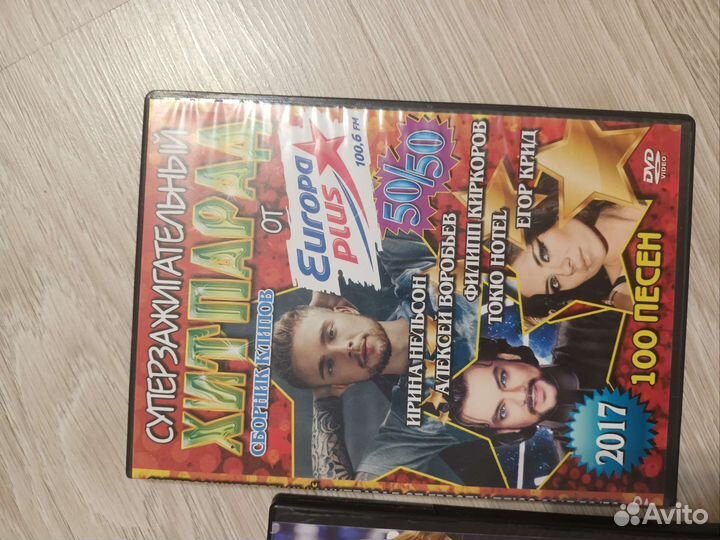 СУПЕРЗАЖИГАТЕЛЬНЫЙ
ХИТ ПАРАД
СБОРНИК КЛИПОВ
ОТ
Europa
Plus
100,6 FM
50/50
ИРИНА НЕЛЬСОН
АЛЕКСЕЙ ВОРОБЬЕВ
ФИЛИПП КИРКОРОВ
TOKIO HOTEL
ЕГОР КРИД
DVD
VIDEO
2017
100 ПЕСЕН
Avito